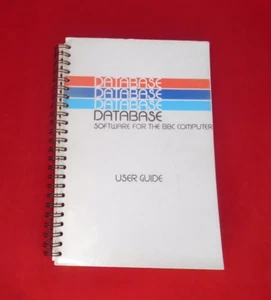 DATABASE
DATABASE
DATABASE
DATABASE
SOFTWARE FOR THE BBC COMPUTER
USER GUIDE